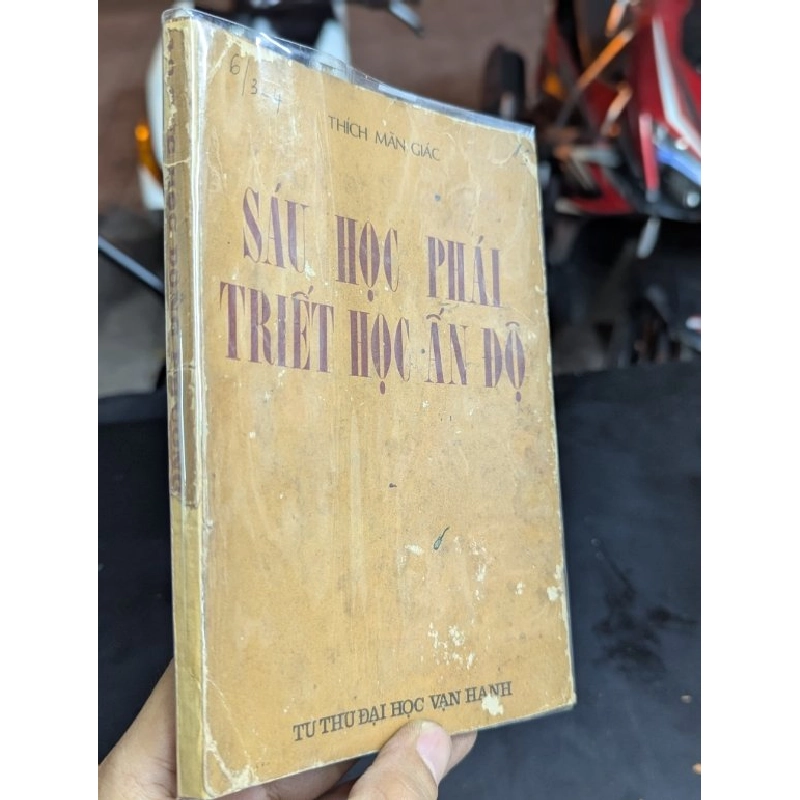 6/3-4
THÍCH MÃN GIÁC
SÁU HỌC PHÁI
TRIẾT HỌC ẤN ĐỘ
TU THƯ ĐẠI HỌC VẠN HẠNH